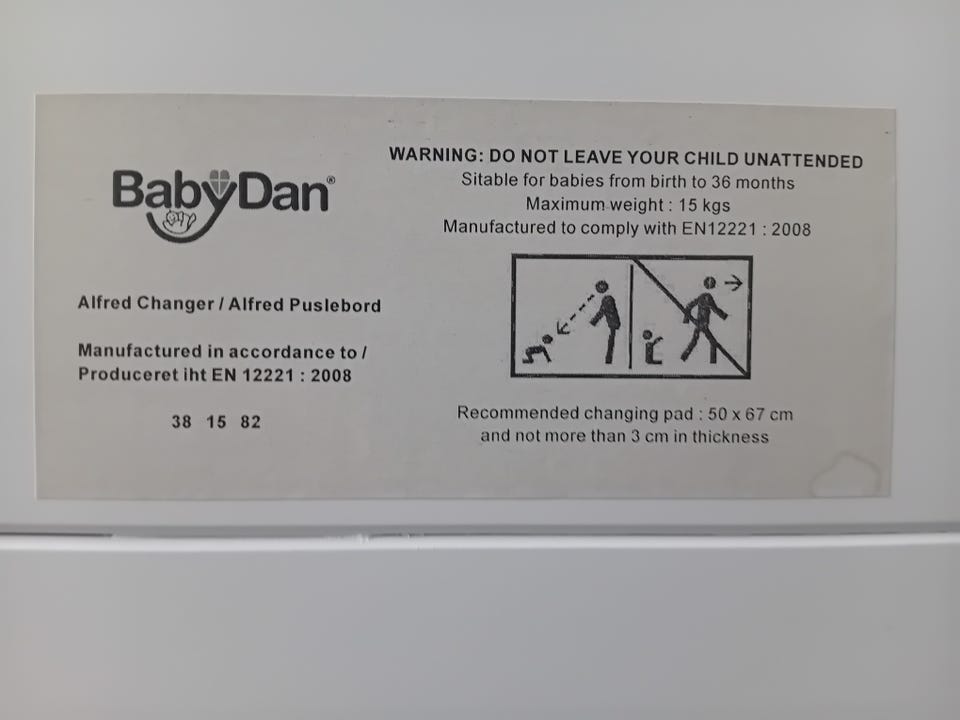 BabyDan®
Alfred Changer / Alfred Puslebord
Manufactured in accordance to /
Produceret iht EN 12221 : 2008
38 15 82
WARNING: DO NOT LEAVE YOUR CHILD UNATTENDED
Sitable for babies from birth to 36 months
Maximum weight : 15 kgs
Manufactured to comply with EN12221 : 2008
Recommended changing pad : 50 x 67 cm
and not more than 3 cm in thickness